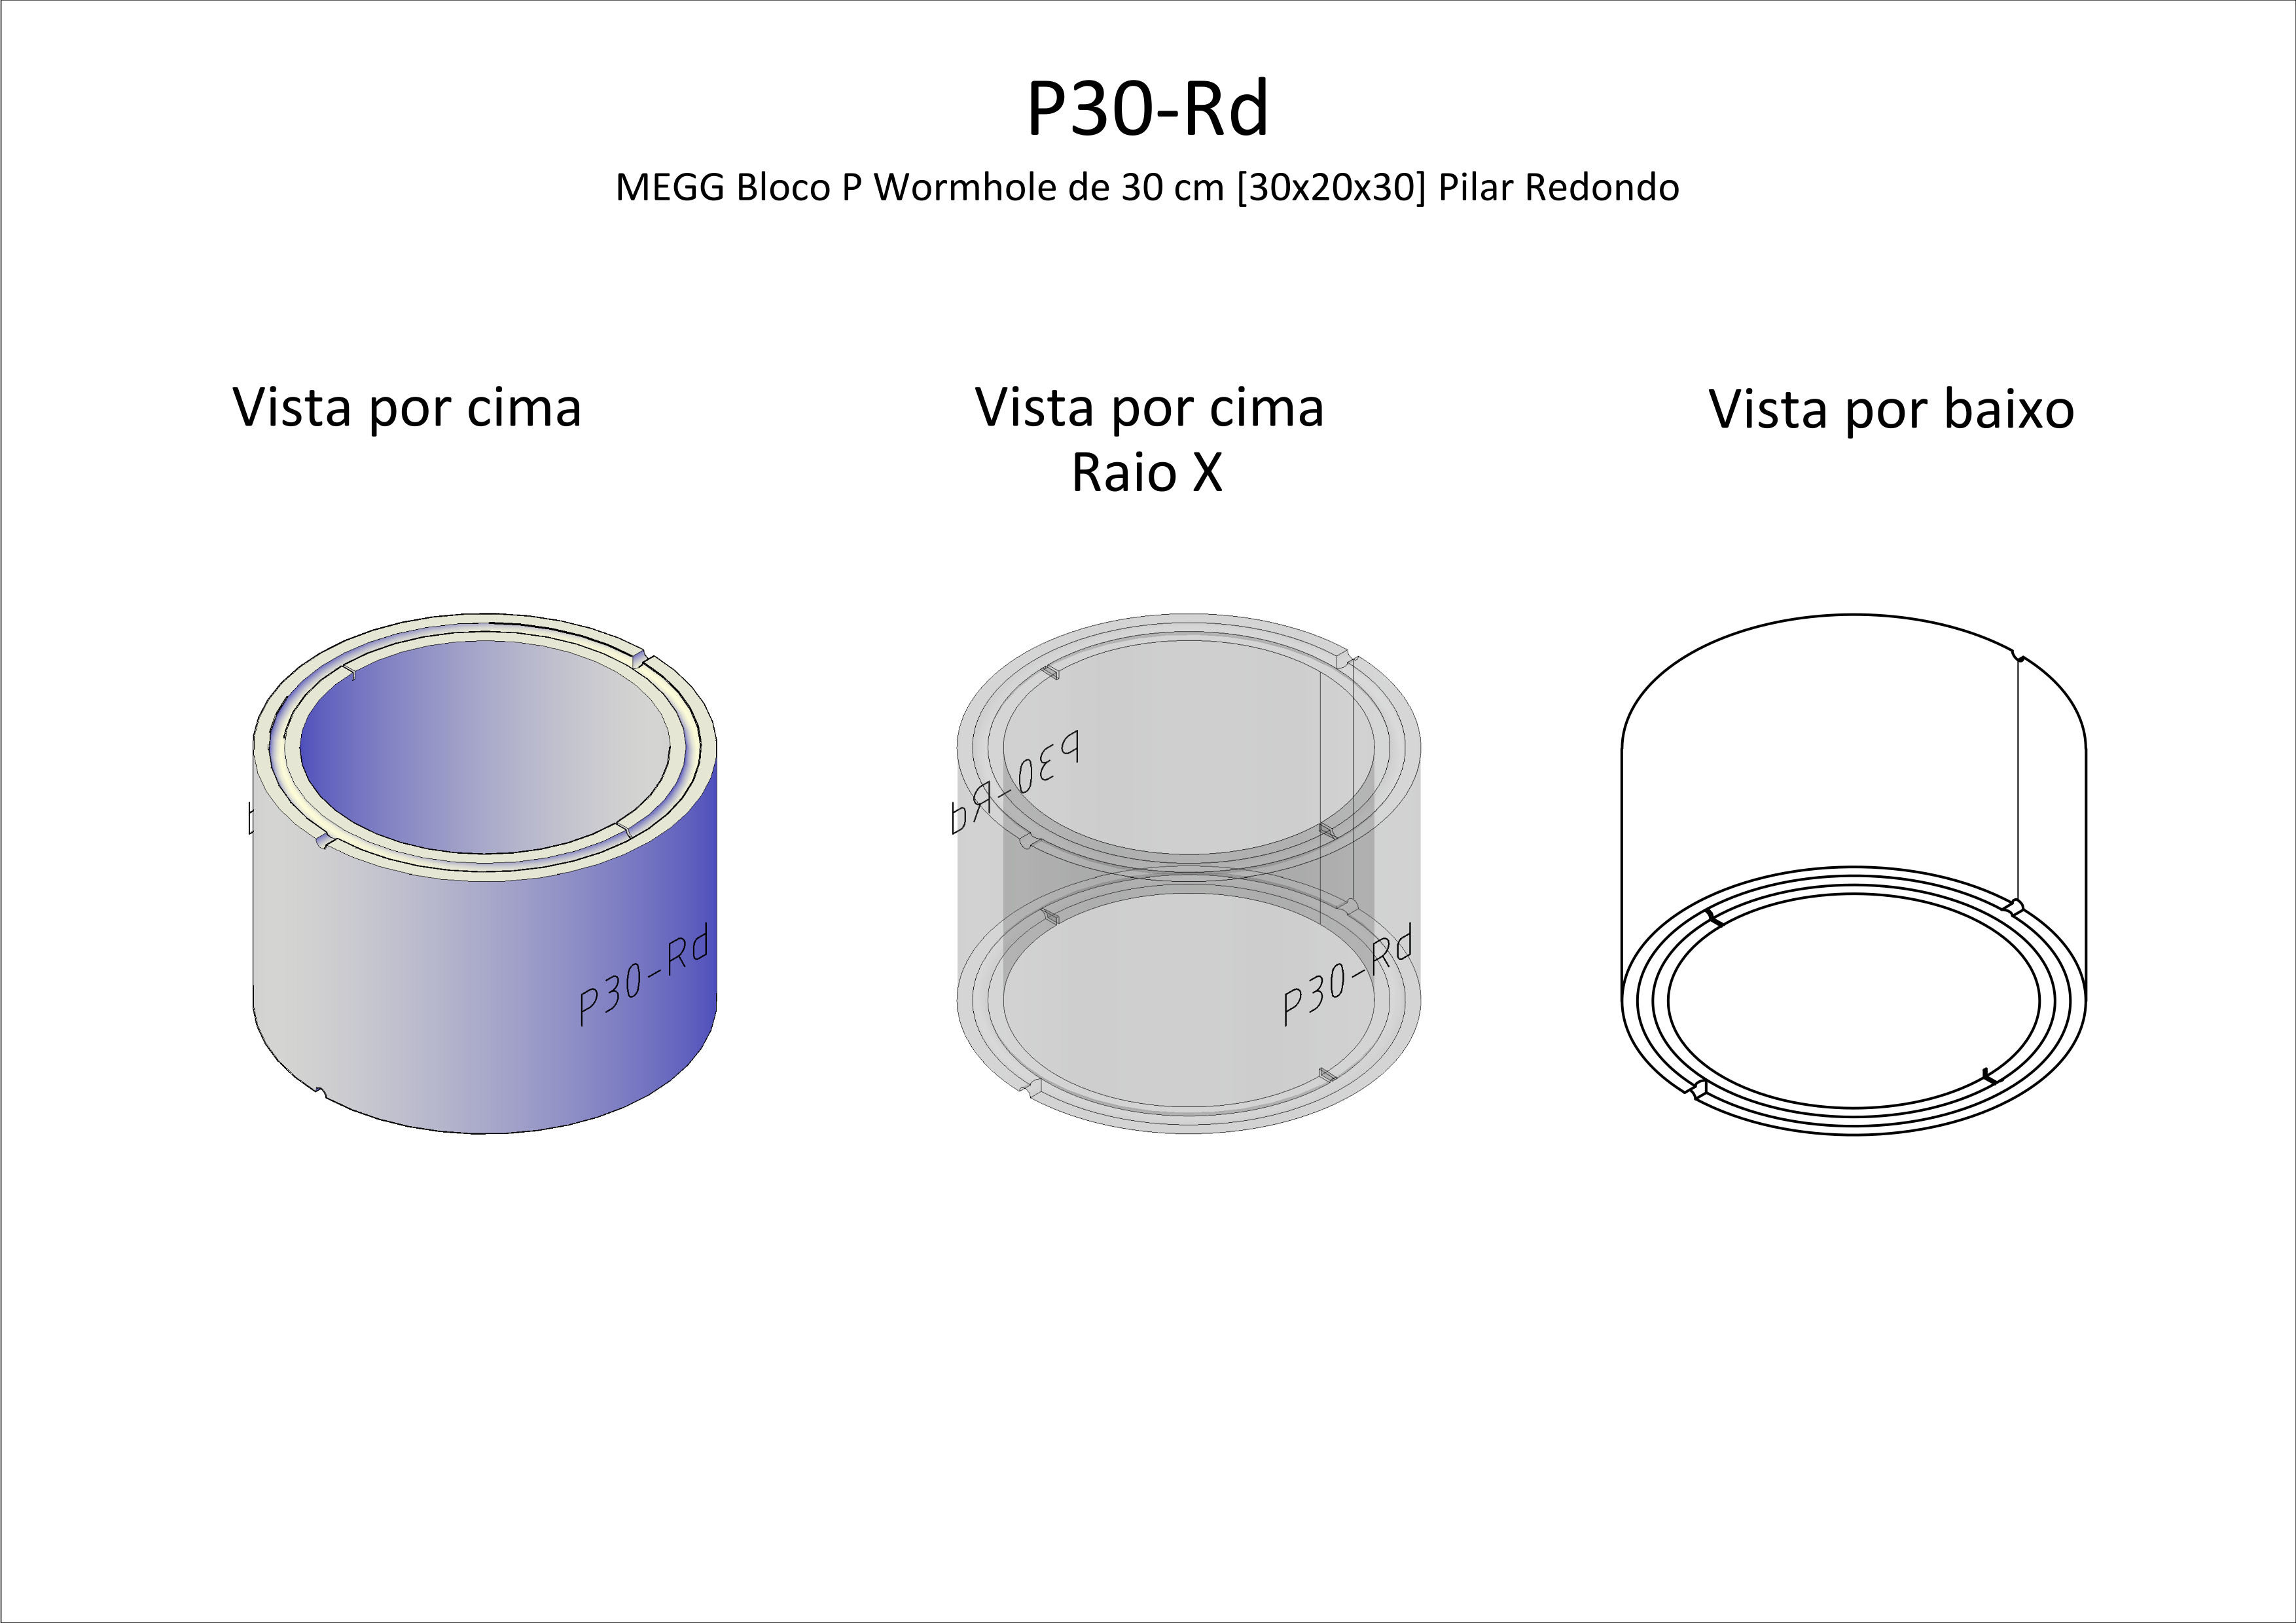 P30-Rd
MEGG Bloco P Wormhole de 30 cm [30x20x30] Pilar Redondo
Vista por cima
Vista por cima
Raio X
Vista por baixo
P30-Rd
P30-Rd
P30-Rd